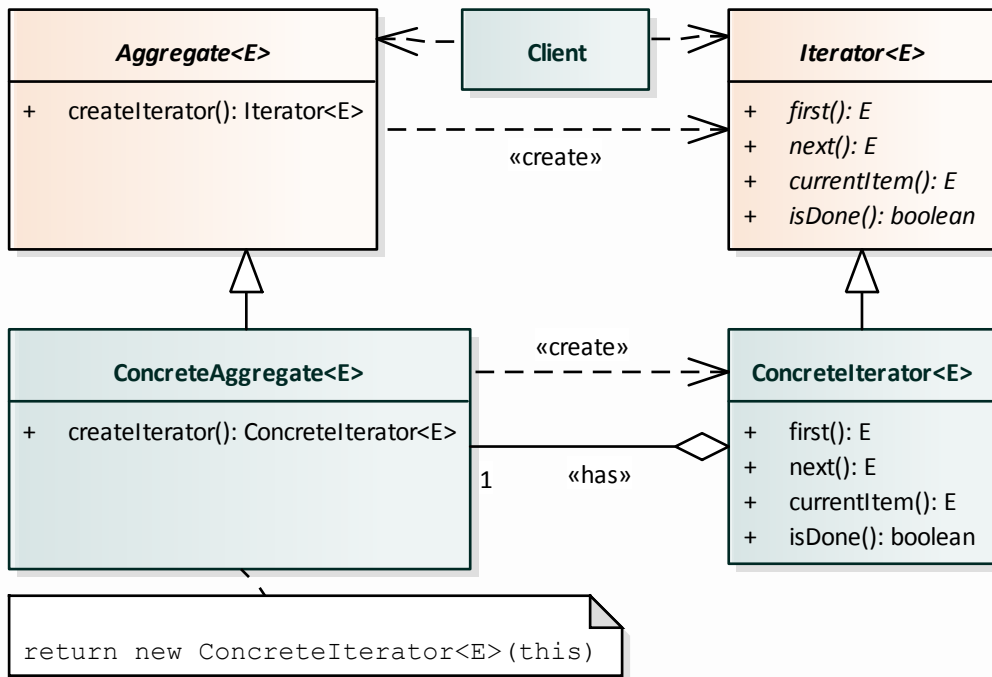 Aggregate<E>
+ createIterator(): Iterator<E>
Client
Iterator<E>
+ first(): E
+ next(): E
+ currentItem(): E
+ isDone(): boolean
«create»
ConcreteAggregate<E>
+ createIterator(): ConcreteIterator<E>
«create»
1
«has»
ConcreteIterator<E>
+ first(): E
+ next(): E
+ currentItem(): E
+ isDone(): boolean
return new ConcreteIterator<E>(this)